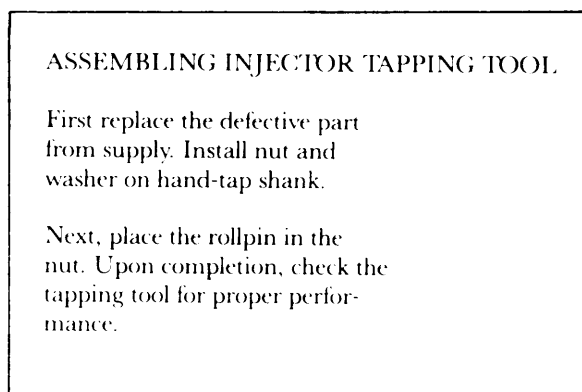 ASSEMBLING INJECTOR TAPPING TOOL
First replace the defective part
from supply. Install nut and
washer on hand-tap shank.
Next, place the rollpin in the
nut. Upon completion, check the
tapping tool for proper perfor-
mance.